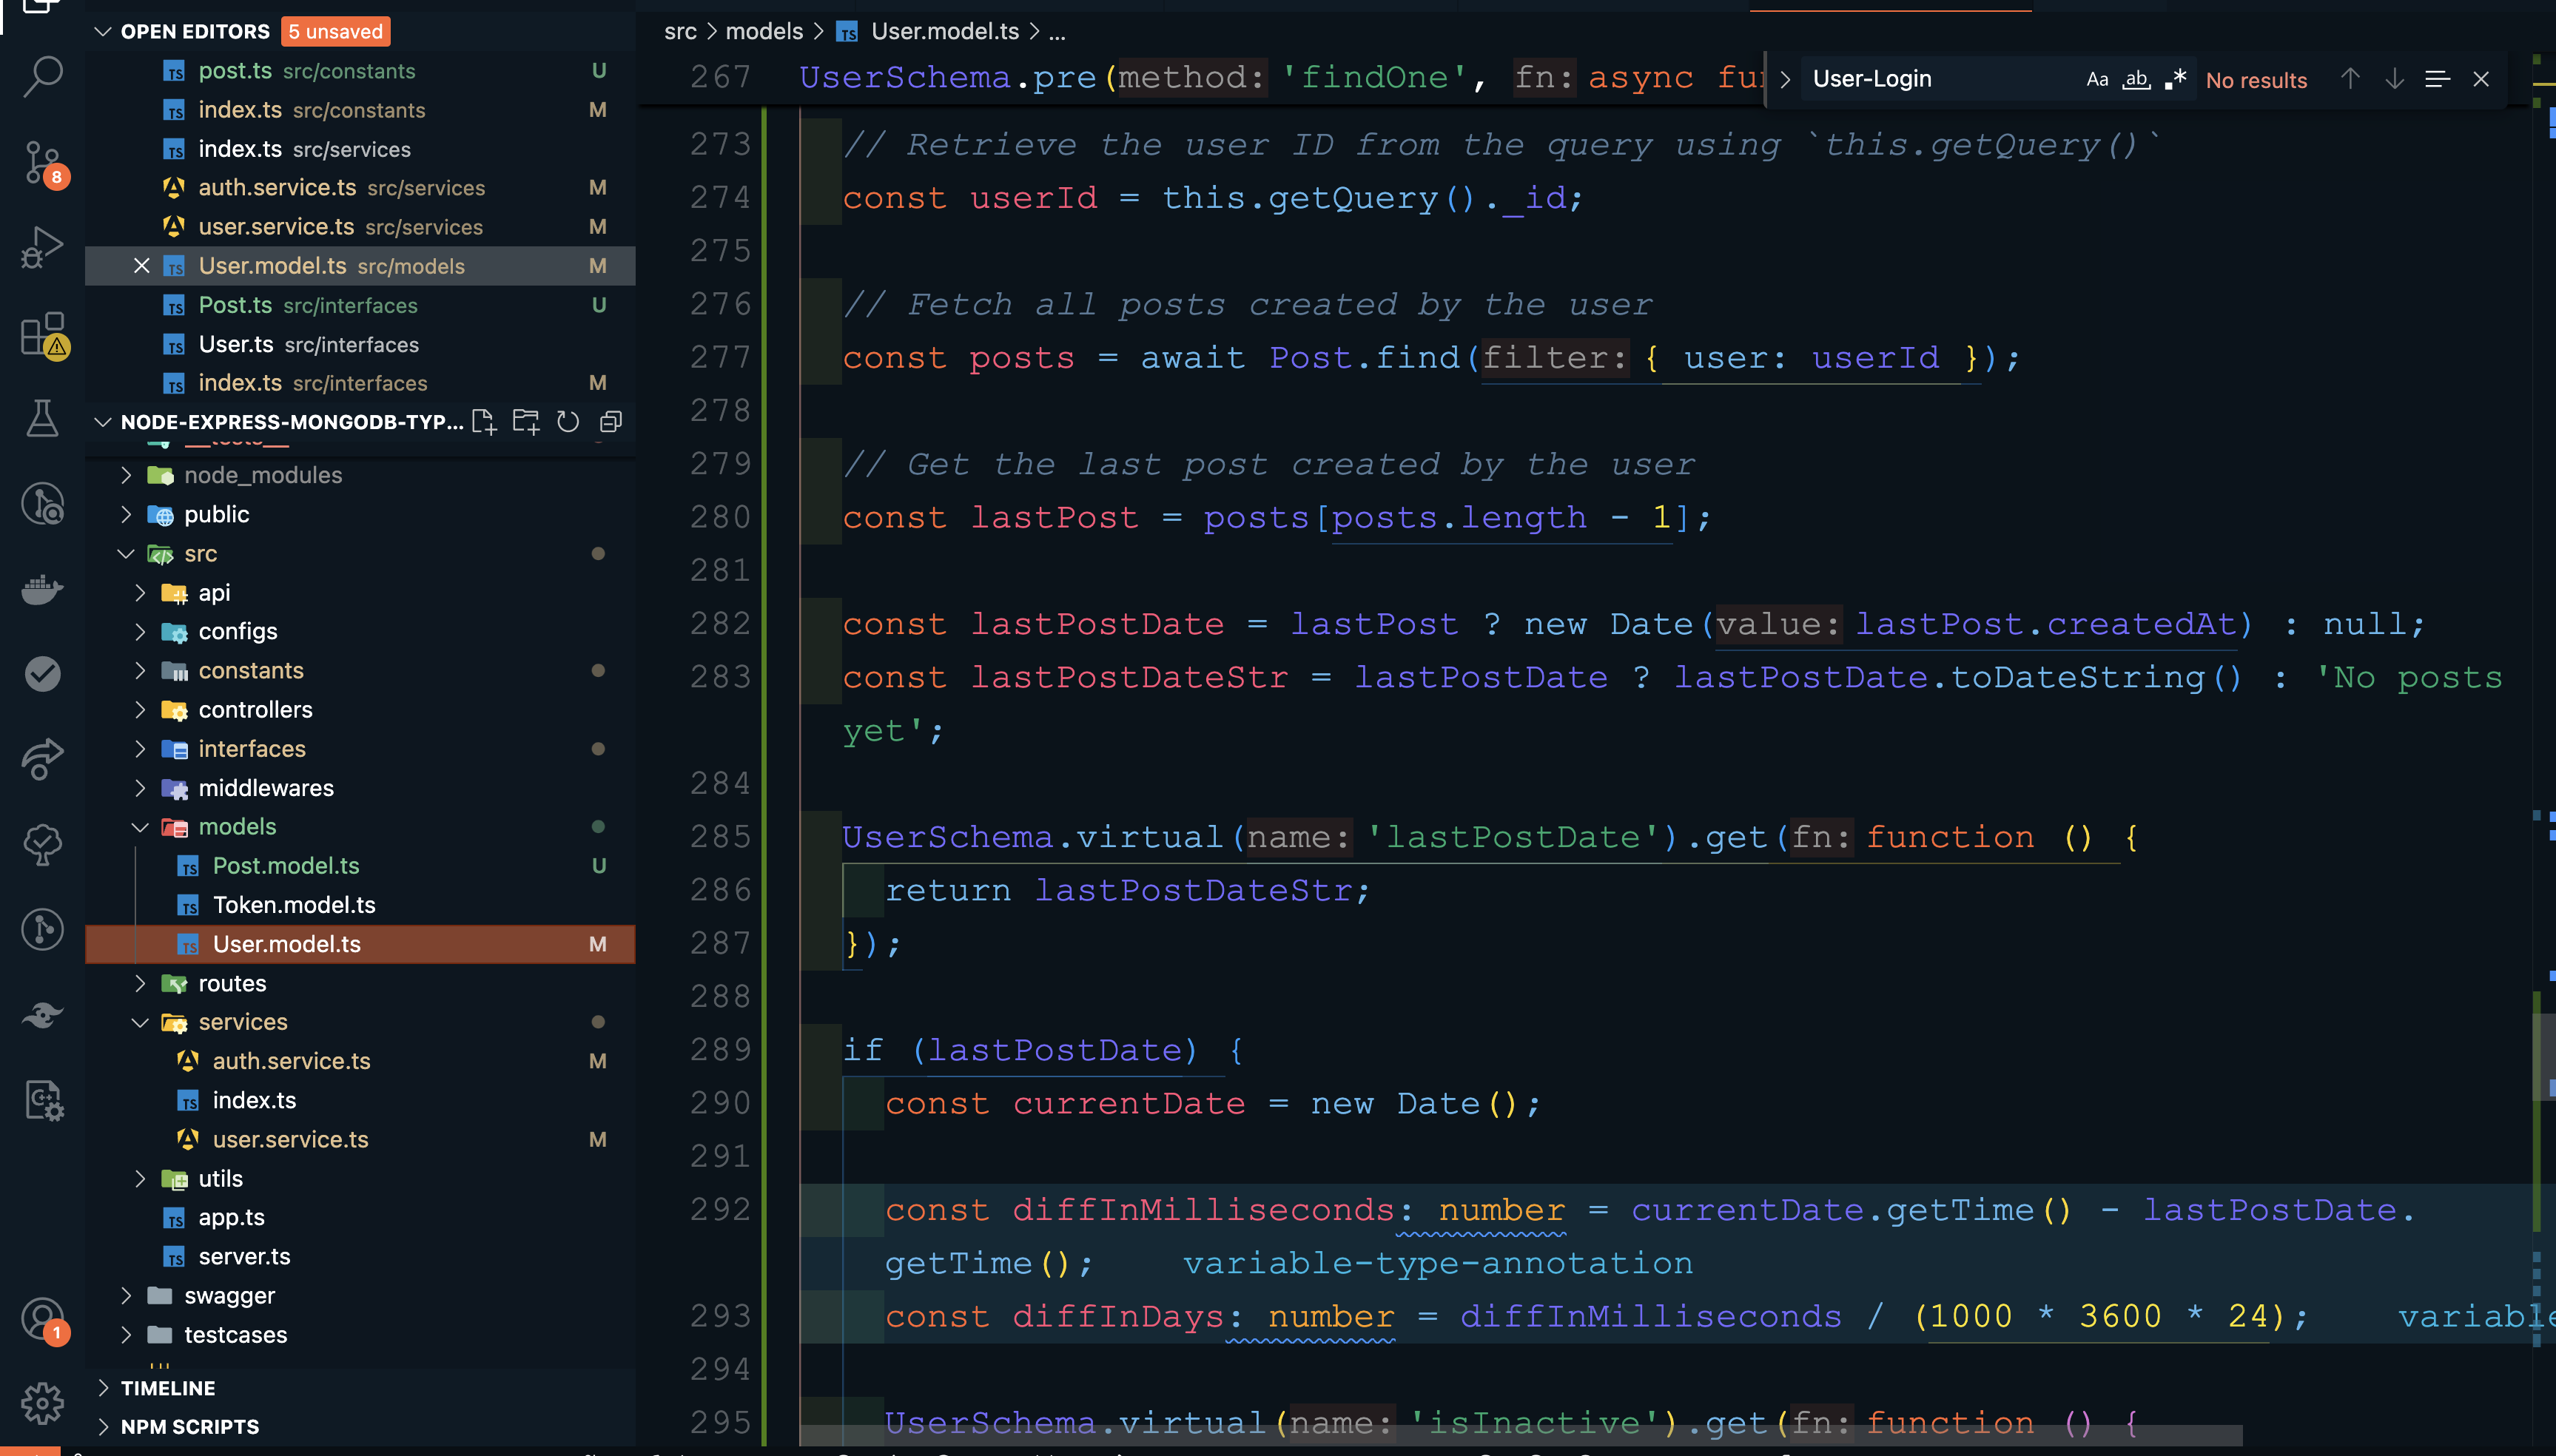 OPEN EDITORS 5 unsaved
post.ts src/constants U
index.ts src/constants M
index.ts src/services
auth.service.ts src/services M
user.service.ts src/services M
User.model.ts src/models M
Post.ts src/interfaces U
User.ts src/interfaces
index.ts src/interfaces M
NODE-EXPRESS-MONGODB-TYP...
__tests__
node_modules
public
src
api
configs
constants
controllers
interfaces
middlewares
models
Post.model.ts U
Token.model.ts
User.model.ts M
routes
services
auth.service.ts M
index.ts
user.service.ts M
utils
app.ts
server.ts
swagger
testcases
TIMELINE
NPM SCRIPTS
8
1
src > models > TS User.model.ts > ...
User-Login Aa ab .* No results
267 UserSchema.pre(method: 'findOne', fn: async fu
273 // Retrieve the user ID from the query using `this.getQuery()`
274 const userId = this.getQuery()._id;
275
276 // Fetch all posts created by the user
277 const posts = await Post.find(filter: { user: userId });
278
279 // Get the last post created by the user
280 const lastPost = posts[posts.length - 1];
281
282 const lastPostDate = lastPost ? new Date(value: lastPost.createdAt) : null;
283 const lastPostDateStr = lastPostDate ? lastPostDate.toDateString() : 'No posts
yet';
284
285 UserSchema.virtual(name: 'lastPostDate').get(fn: function () {
286 return lastPostDateStr;
287 });
288
289 if (lastPostDate) {
290 const currentDate = new Date();
291
292 const diffInMilliseconds: number = currentDate.getTime() - lastPostDate.
getTime(); variable-type-annotation
293 const diffInDays: number = diffInMilliseconds / (1000 * 3600 * 24); variable
294
295 UserSchema.virtual(name: 'isInactive').get(fn: function () {